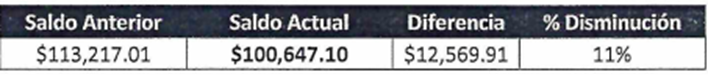 Saldo Anterior Saldo Actual Diferencia % Disminución
$113,217.01 $100,647.10 $12,569.91 11%